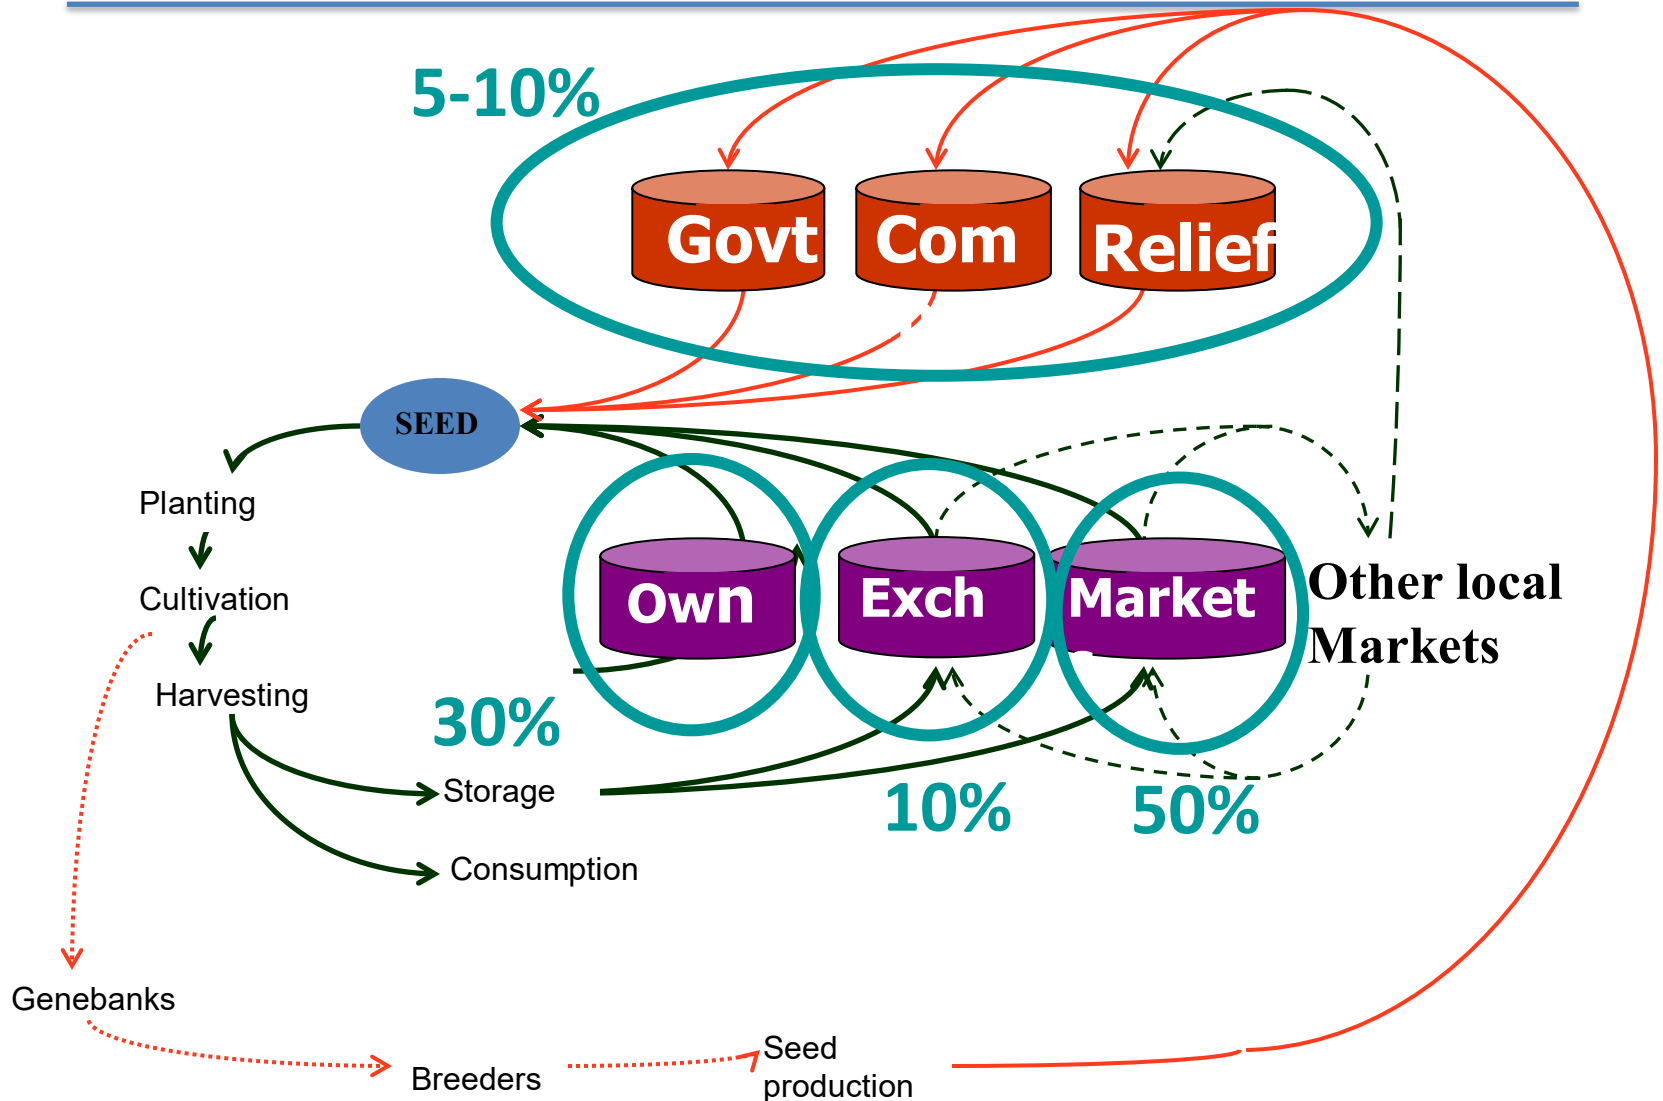 5-10%
Govt
Com
Relief
SEED
Planting
Cultivation
Harvesting
Own
Exch
Market
Other local
Markets
30%
Storage
10%
50%
Consumption
Genebanks
Breeders
Seed
production